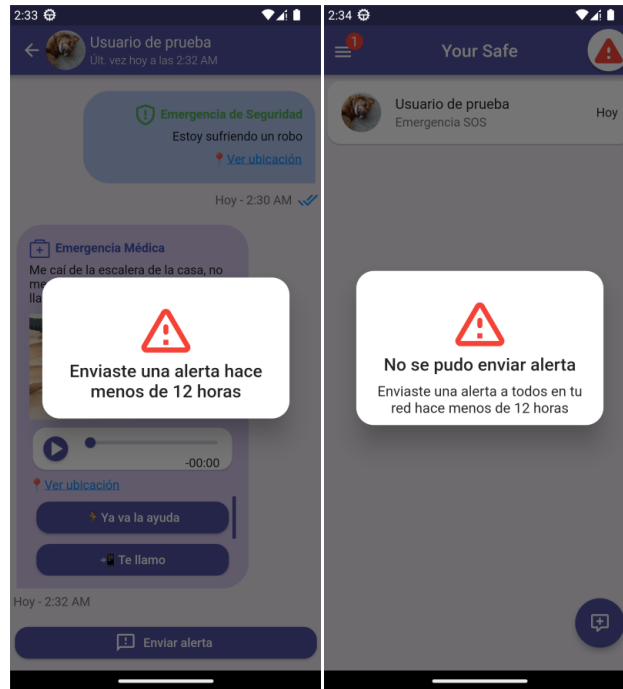 2:33
Usuario de prueba
Últ. vez hoy a las 2:32 AM
Emergencia de Seguridad
Estoy sufriendo un robo
Ver ubicación
Hoy - 2:30 AM
Emergencia Médica
Me caí de la escalera de la casa, no
Enviaste una alerta hace
menos de 12 horas
-00:00
Ver ubicación
Ya va la ayuda
Te llamo
Hoy - 2:32 AM
Enviar alerta
2:34
1
Your Safe
Usuario de prueba
Emergencia SOS
Hoy
No se pudo enviar alerta
Enviaste una alerta a todos en tu
red hace menos de 12 horas